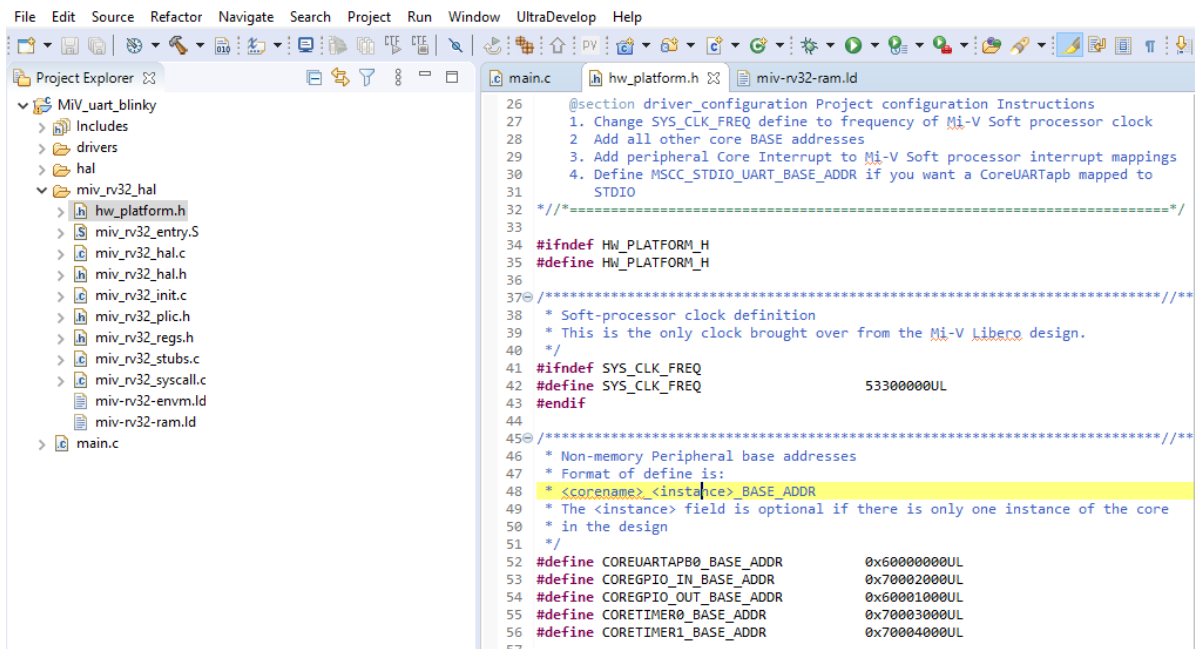 File Edit Source Refactor Navigate Search Project Run Window UltraDevelop Help
Project Explorer
MiV_uart_blinky
Includes
drivers
hal
miv_rv32_hal
hw_platform.h
miv_rv32_entry.S
miv_rv32_hal.c
miv_rv32_hal.h
miv_rv32_init.c
miv_rv32_plic.h
miv_rv32_regs.h
miv_rv32_stubs.c
miv_rv32_syscall.c
miv-rv32-envm.ld
miv-rv32-ram.ld
main.c
main.c hw_platform.h miv-rv32-ram.ld
26 @section driver_configuration Project configuration Instructions
27 1. Change SYS_CLK_FREQ define to frequency of Mi-V Soft processor clock
28 2 Add all other core BASE addresses
29 3. Add peripheral Core Interrupt to Mi-V Soft processor interrupt mappings
30 4. Define MSCC_STDIO_UART_BASE_ADDR if you want a CoreUARTapb mapped to
31 STDIO
32 *//*=========================================================================*/
33
34 #ifndef HW_PLATFORM_H
35 #define HW_PLATFORM_H
36
37 /***************************************************************************//**
38 * Soft-processor clock definition
39 * This is the only clock brought over from the Mi-V Libero design.
40 */
41 #ifndef SYS_CLK_FREQ
42 #define SYS_CLK_FREQ 53300000UL
43 #endif
44
45 /***************************************************************************//**
46 * Non-memory Peripheral base addresses
47 * Format of define is:
48 * <corename>_<instance>_BASE_ADDR
49 * The <instance> field is optional if there is only one instance of the core
50 * in the design
51 */
52 #define COREUARTAPB0_BASE_ADDR 0x60000000UL
53 #define COREGPIO_IN_BASE_ADDR 0x70002000UL
54 #define COREGPIO_OUT_BASE_ADDR 0x60001000UL
55 #define CORETIMER0_BASE_ADDR 0x70003000UL
56 #define CORETIMER1_BASE_ADDR 0x70004000UL